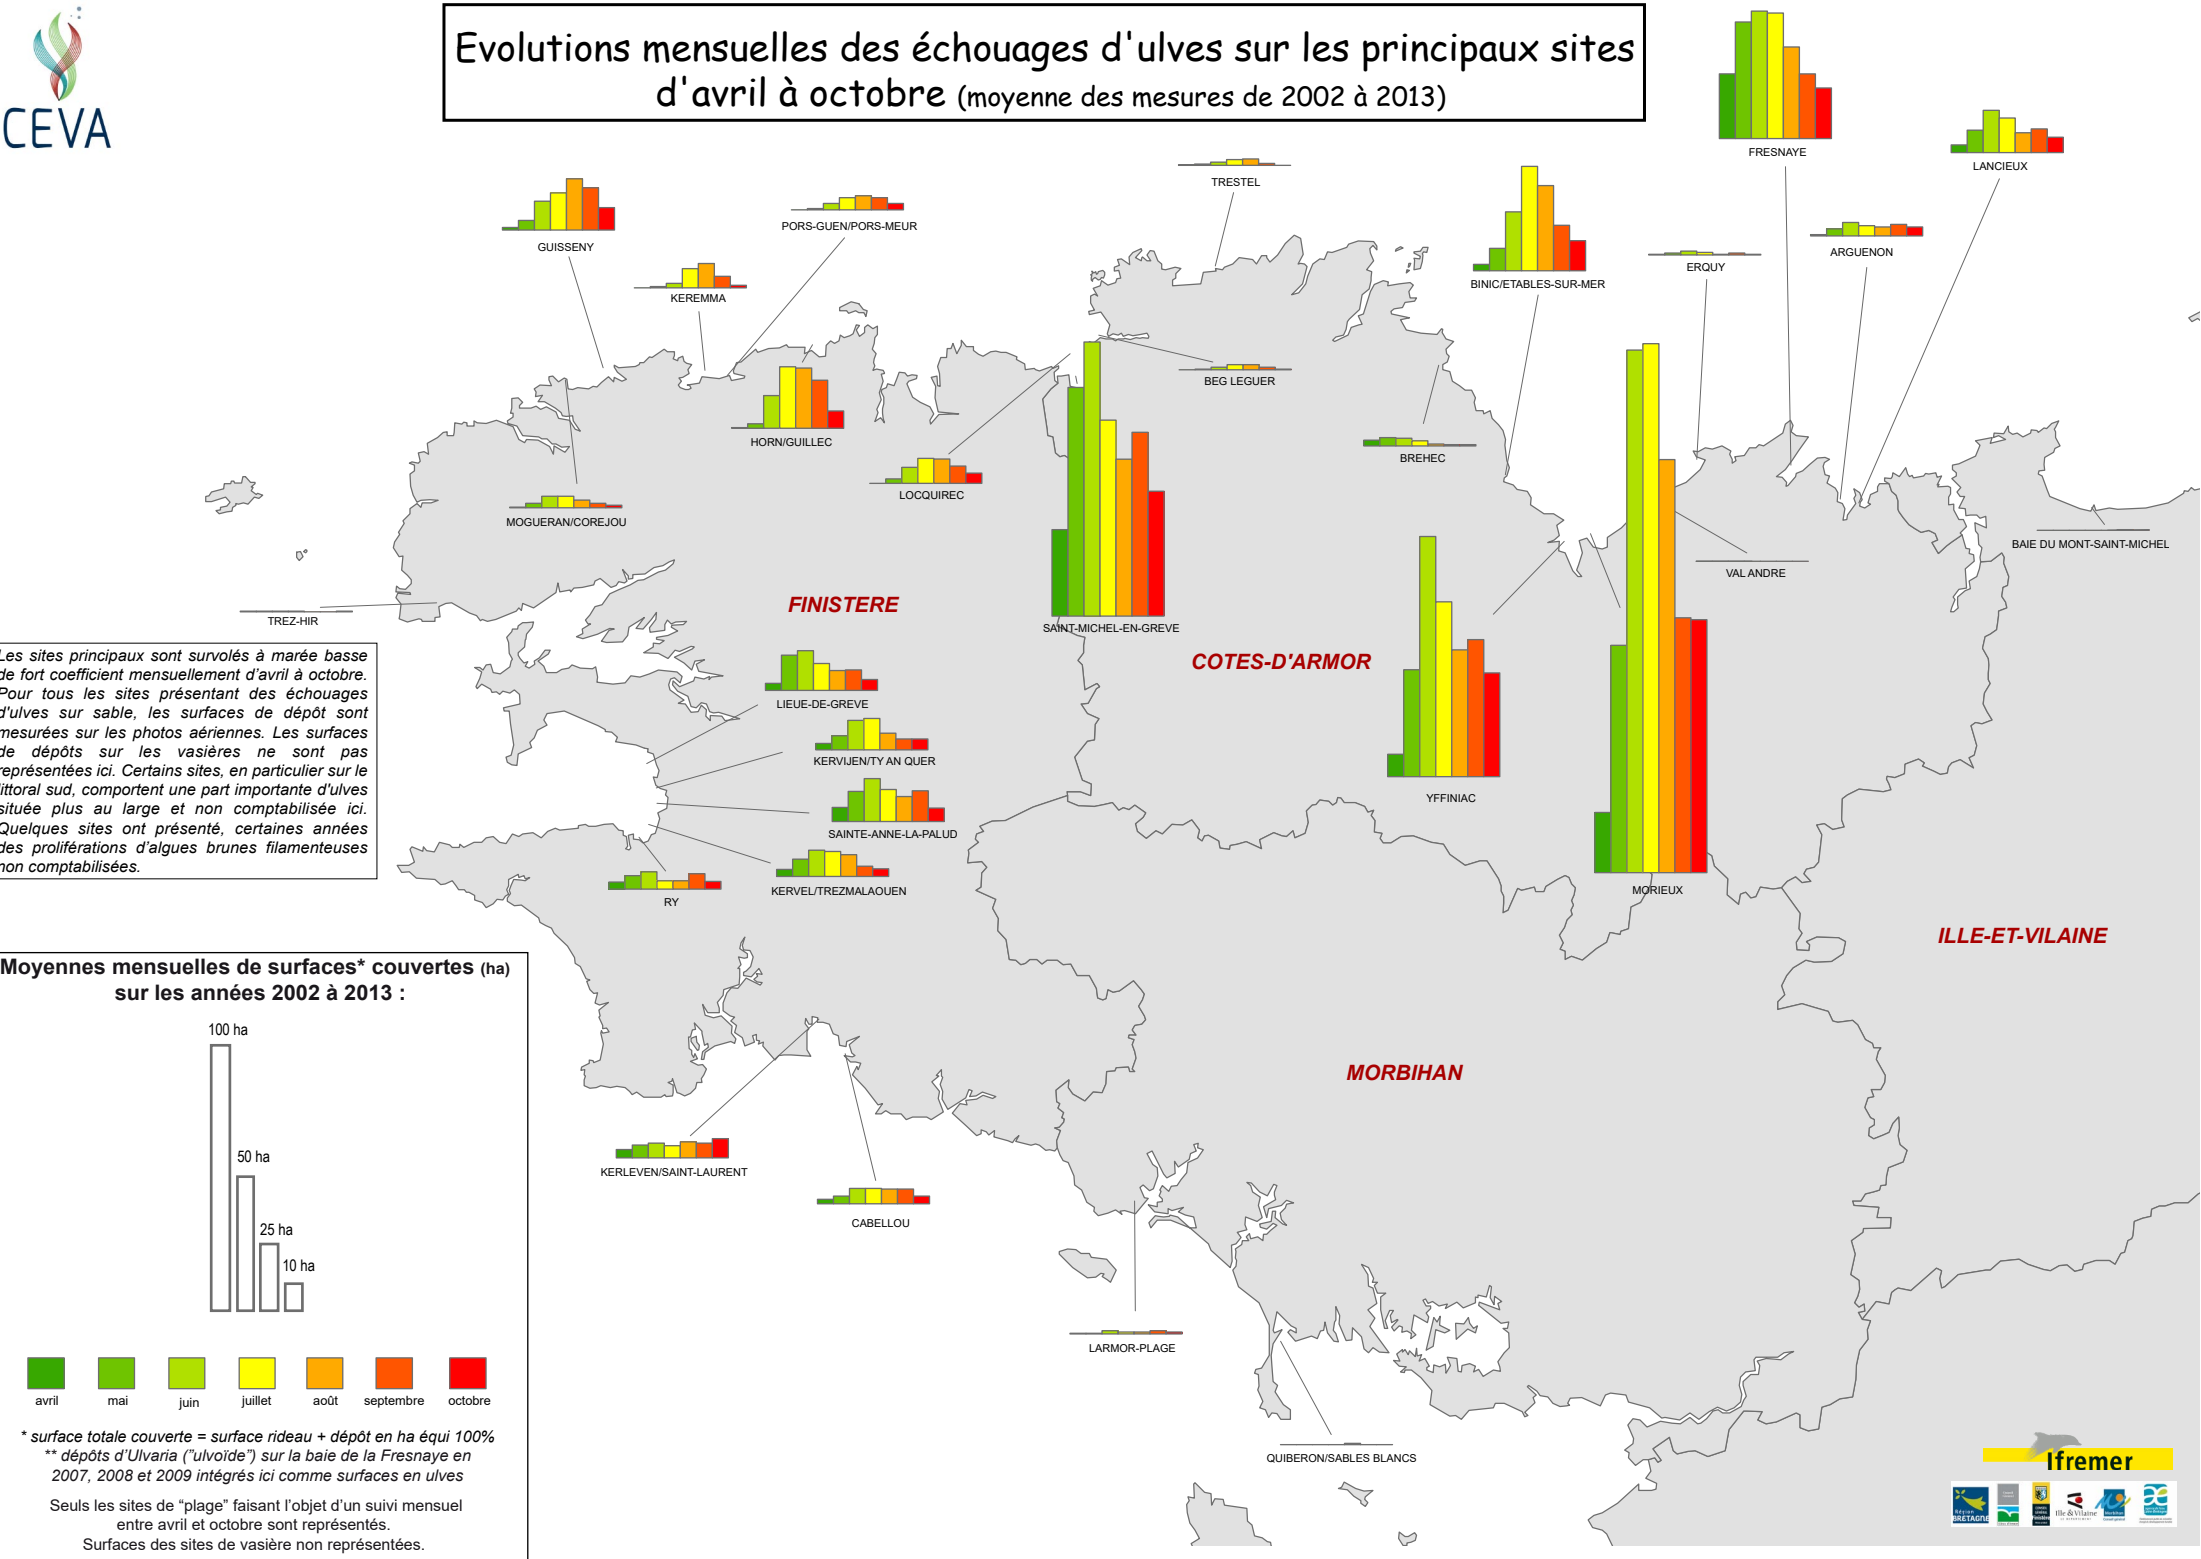 CEVA
Evolutions mensuelles des échouages d'ulves sur les principaux sites
d'avril à octobre (moyenne des mesures de 2002 à 2013)
FRESNAYE
LANCIEUX
TRESTEL
GUISSENY
PORS-GUEN/PORS-MEUR
KEREMMA
BINIC/ETABLES-SUR-MER
ERQUY
ARGUENON
HORN/GUILLEC
BEG LEGUER
BREHEC
LOCQUIREC
MOGUERAN/COREJOU
BAIE DU MONT-SAINT-MICHEL
VAL ANDRE
TREZ-HIR
FINISTERE
SAINT-MICHEL-EN-GREVE
COTES-D'ARMOR
Les sites principaux sont survolés à marée basse
de fort coefficient mensuellement d'avril à octobre.
Pour tous les sites présentant des échouages
d'ulves sur sable, les surfaces de dépôt sont
mesurées sur les photos aériennes. Les surfaces
de dépôts sur les vasières ne sont pas
représentées ici. Certains sites, en particulier sur le
littoral sud, comportent une part importante d'ulves
située plus au large et non comptabilisée ici.
Quelques sites ont présenté, certaines années
des proliférations d'algues brunes filamenteuses
non comptabilisées.
LIEUE-DE-GREVE
KERVIJEN/TY AN QUER
SAINTE-ANNE-LA-PALUD
KERVEL/TREZMALAOUEN
RY
YFFINIAC
MORIEUX
ILLE-ET-VILAINE
MORBIHAN
Moyennes mensuelles de surfaces* couvertes (ha)
sur les années 2002 à 2013 :
100 ha
50 ha
25 ha
10 ha
avril mai juin juillet août septembre octobre
* surface totale couverte = surface rideau + dépôt en ha équi 100%
** dépôts d'Ulvaria ("ulvoïde") sur la baie de la Fresnaye en
2007, 2008 et 2009 intégrés ici comme surfaces en ulves
Seuls les sites de "plage" faisant l'objet d'un suivi mensuel
entre avril et octobre sont représentés.
Surfaces des sites de vasière non représentées.
KERLEVEN/SAINT-LAURENT
CABELLOU
LARMOR-PLAGE
QUIBERON/SABLES BLANCS
Ifremer
Région
BRETAGNE
Finistère
Ille & Vilaine
Morbihan